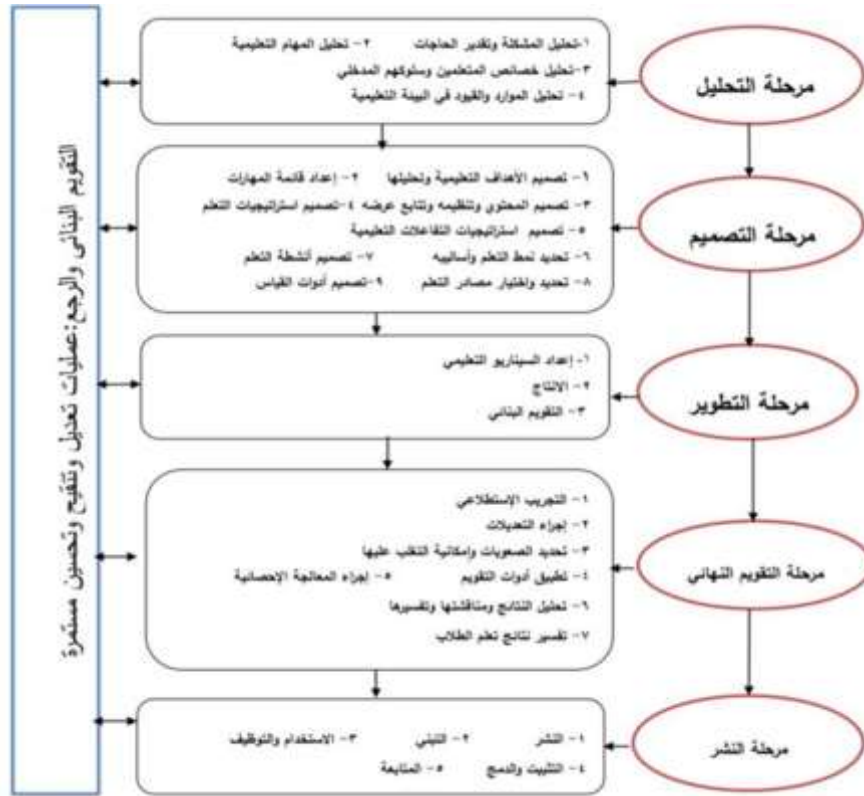 مرحلة التحليل
١-تحليل المشكلة وتقدير الحاجات ٢- تحليل المهام التعليمية
٣-تحليل خصائص المتعلمين وسلوكهم المدخلي
٤- تحليل الموارد والقيود في البيئة التعليمية
مرحلة التصميم
١- تصميم الأهداف التعليمية وتحليلها ٢- إعداد قائمة المهارات
٣- تصميم المحتوي وتنظيمه وتتابع عرضه ٤-تصميم استراتيجيات التعلم
٥- تصميم استراتيجيات التفاعلات التعليمية
٦- تحديد نمط التعلم وأساليبه ٧- تصميم أنشطة التعلم
٨- تحديد واختيار مصادر التعلم ٩-تصميم أدوات القياس
مرحلة التطوير
١- إعداد السيناريو التعليمي
٢- الانتاج
٣- التقويم البنائي
مرحلة التقويم النهائي
١- التجريب الإستطلاعي
٢- إجراء التعديلات
٣- تحديد الصعوبات وإمكانية التغلب عليها
٤- تطبيق أدوات التقويم ٥- إجراء المعالجة الإحصائية
٦- تحليل النتائج ومناقشتها وتفسيرها
٧- تفسير نتائج تعلم الطلاب
مرحلة النشر
١- النشر ٢- التبني ٣- الاستخدام والتوظيف
٤- التثبيت والدمج ٥- المتابعة
التقويم البنائي والرجع:عمليات تعديل وتنقيح وتحسين مستمرة